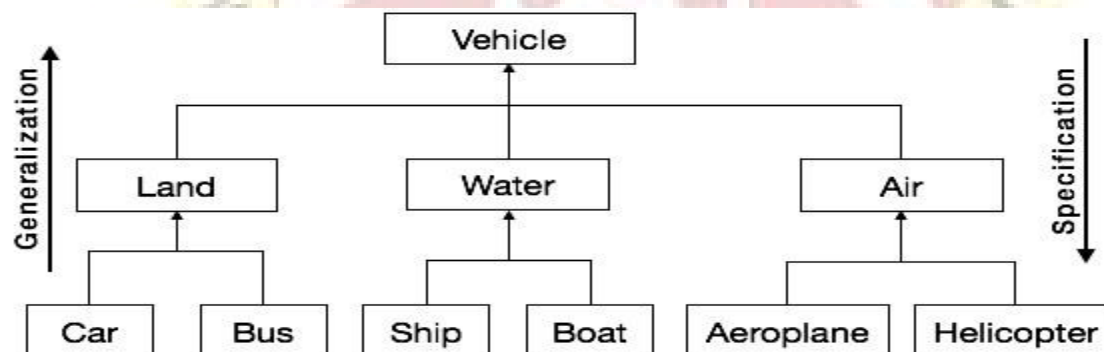 Vehicle
Generalization
Specification
Land
Water
Air
Car
Bus
Ship
Boat
Aeroplane
Helicopter